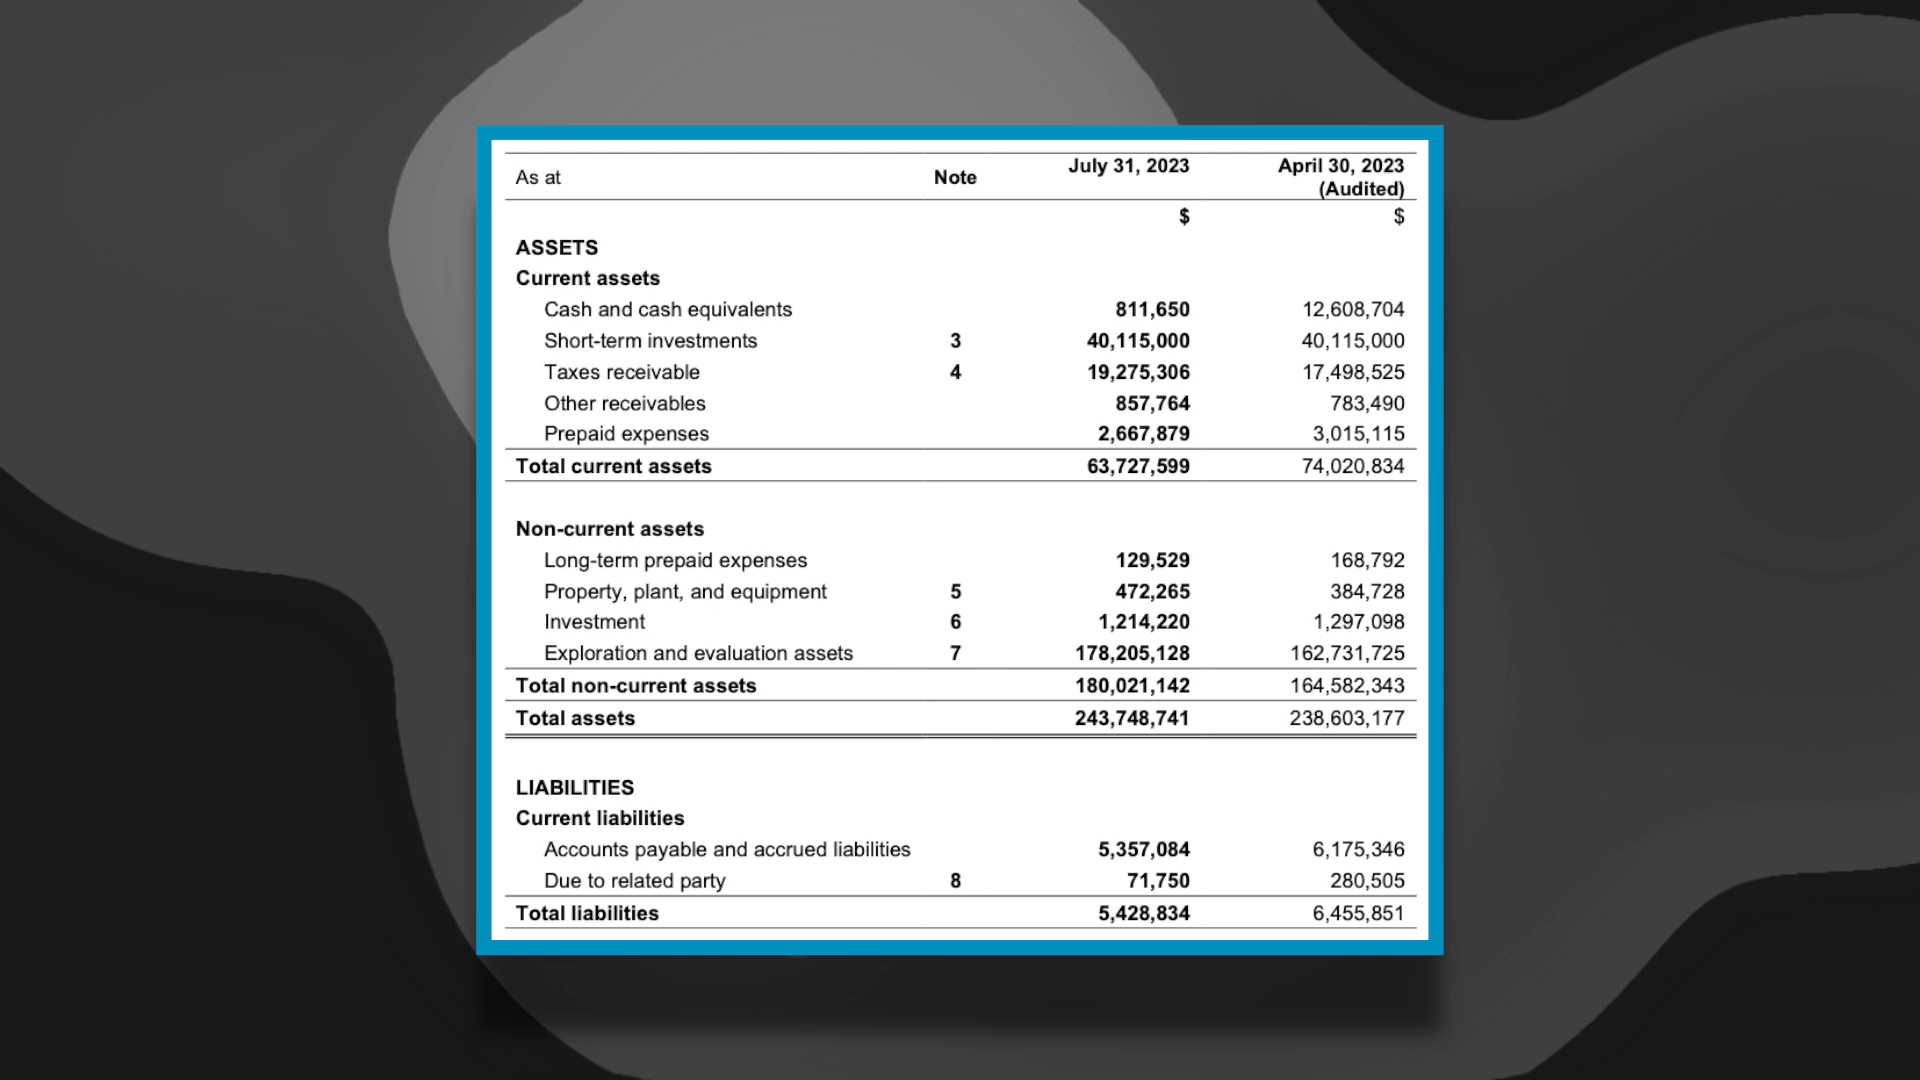 As at Note July 31, 2023 April 30, 2023
(Audited)
$ $
ASSETS
Current assets
Cash and cash equivalents 811,650 12,608,704
Short-term investments 3 40,115,000 40,115,000
Taxes receivable 4 19,275,306 17,498,525
Other receivables 857,764 783,490
Prepaid expenses 2,667,879 3,015,115
Total current assets 63,727,599 74,020,834
Non-current assets
Long-term prepaid expenses 129,529 168,792
Property, plant, and equipment 5 472,265 384,728
Investment 6 1,214,220 1,297,098
Exploration and evaluation assets 7 178,205,128 162,731,725
Total non-current assets 180,021,142 164,582,343
Total assets 243,748,741 238,603,177
LIABILITIES
Current liabilities
Accounts payable and accrued liabilities 5,357,084 6,175,346
Due to related party 8 71,750 280,505
Total liabilities 5,428,834 6,455,851